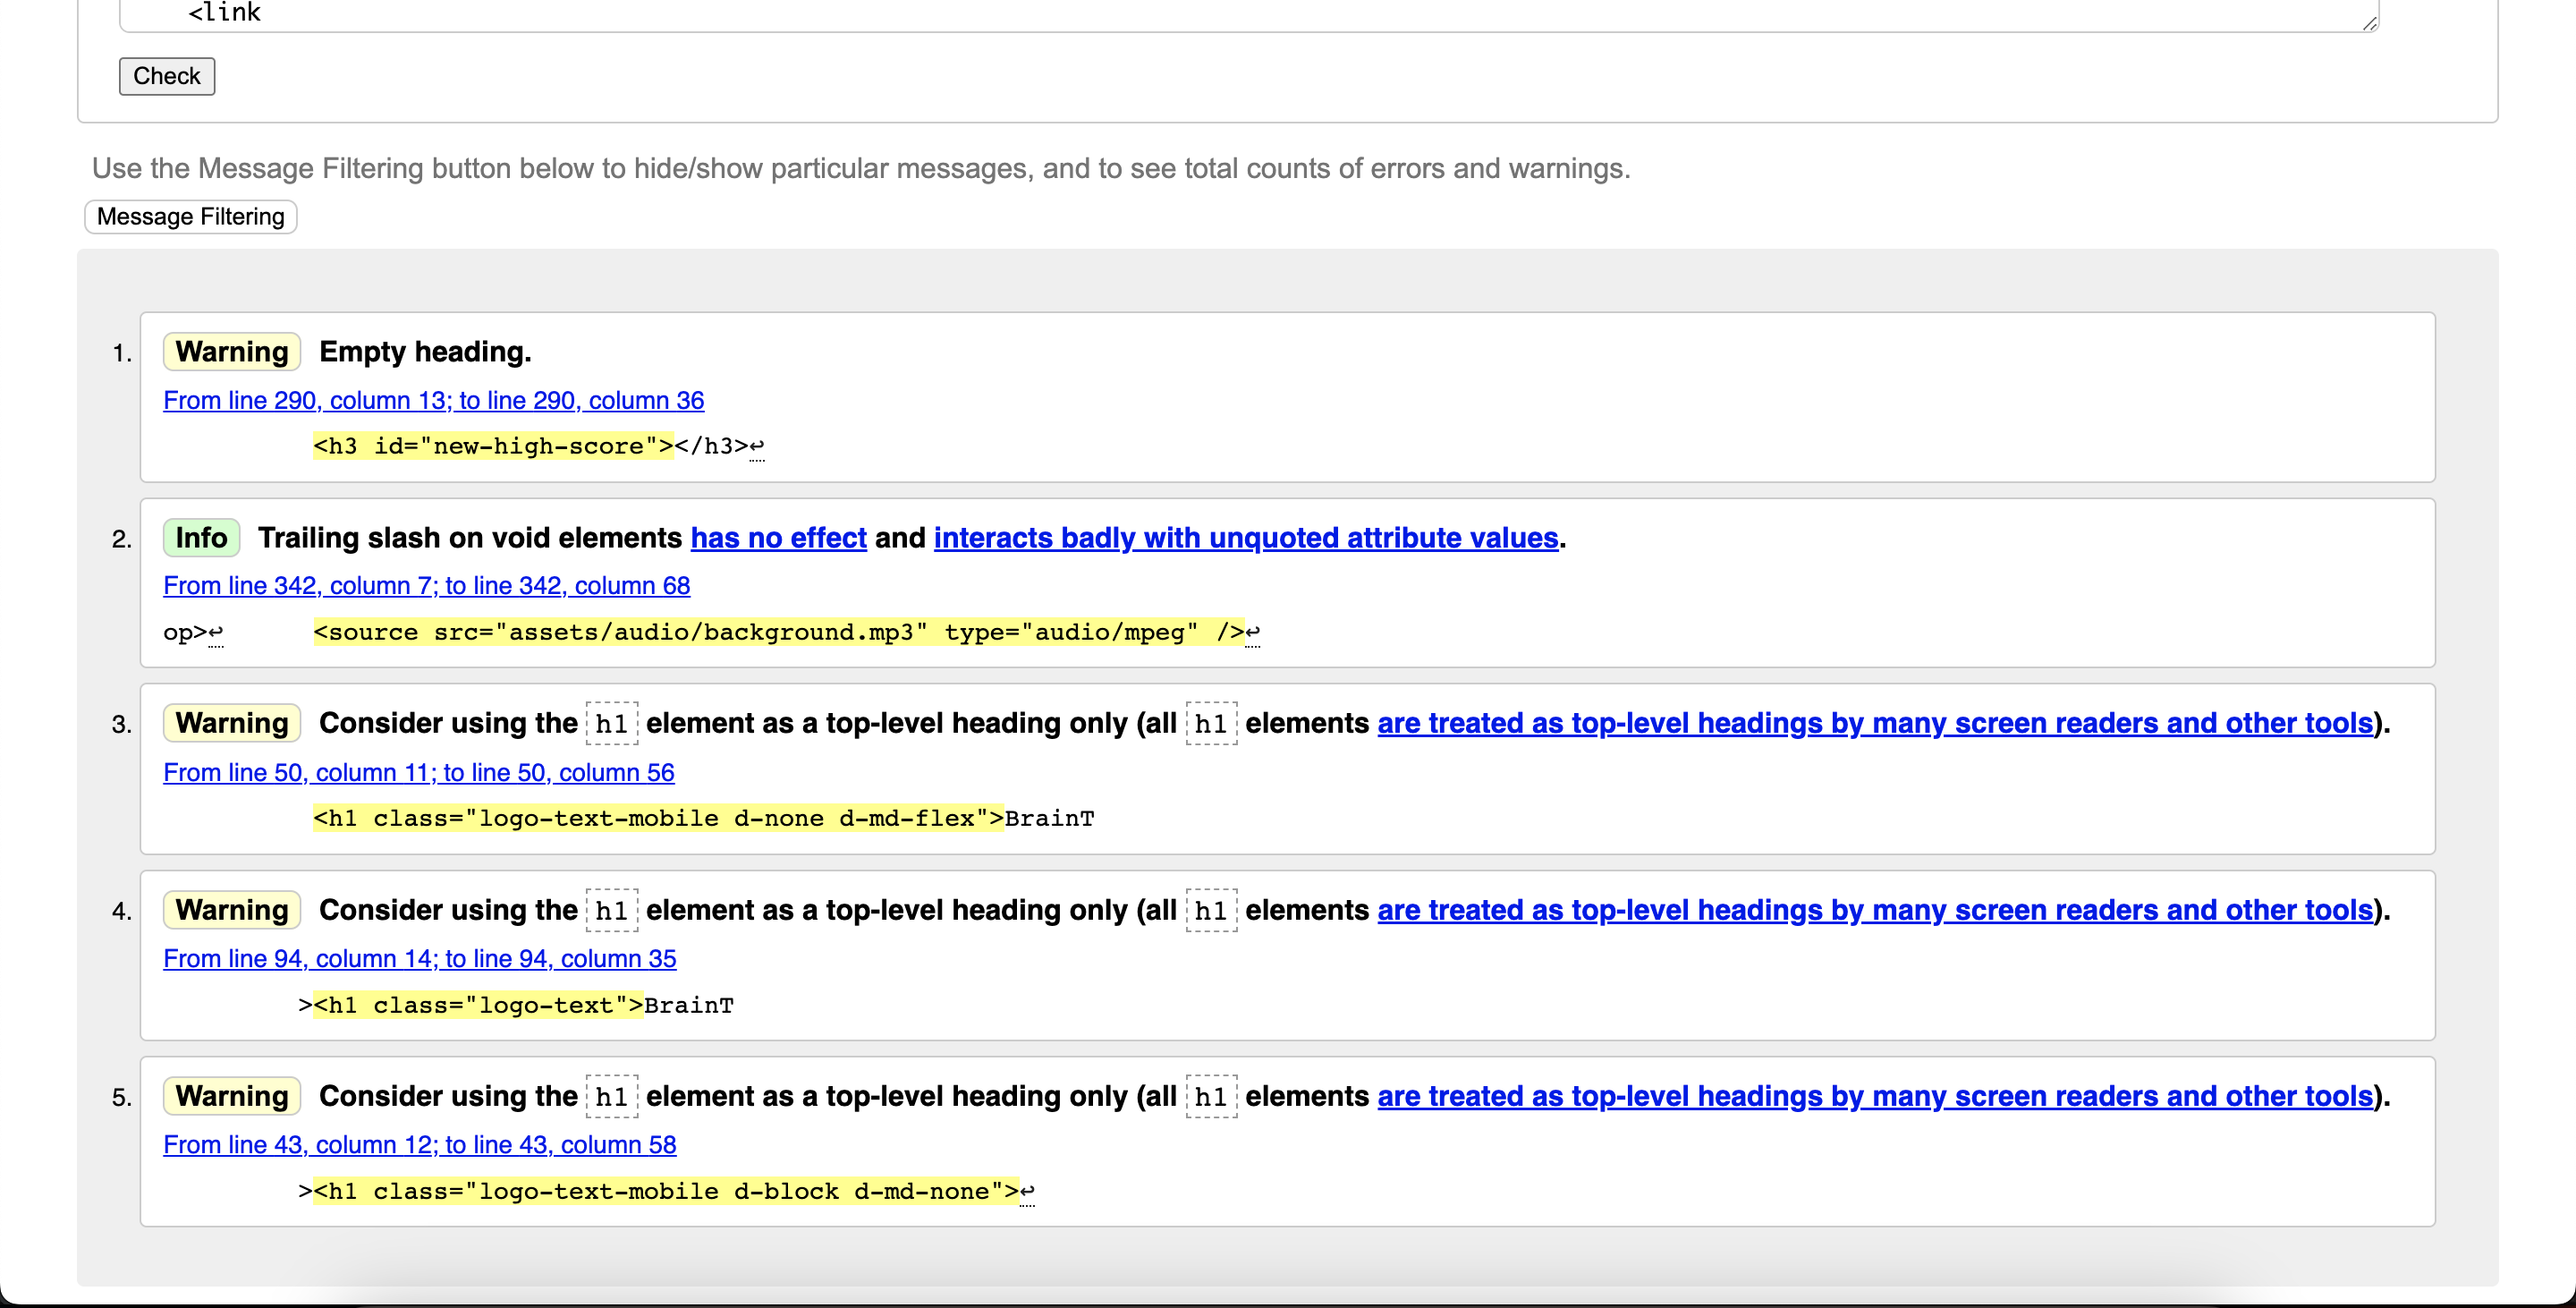 <link
Check
Use the Message Filtering button below to hide/show particular messages, and to see total counts of errors and warnings.
Message Filtering
1. Warning Empty heading.
From line 290, column 13; to line 290, column 36
<h3 id="new-high-score"></h3>↩
2. Info Trailing slash on void elements has no effect and interacts badly with unquoted attribute values.
From line 342, column 7; to line 342, column 68
op>↩ <source src="assets/audio/background.mp3" type="audio/mpeg" />↩
3. Warning Consider using the h1 element as a top-level heading only (all h1 elements are treated as top-level headings by many screen readers and other tools).
From line 50, column 11; to line 50, column 56
<h1 class="logo-text-mobile d-none d-md-flex">BrainT
4. Warning Consider using the h1 element as a top-level heading only (all h1 elements are treated as top-level headings by many screen readers and other tools).
From line 94, column 14; to line 94, column 35
><h1 class="logo-text">BrainT
5. Warning Consider using the h1 element as a top-level heading only (all h1 elements are treated as top-level headings by many screen readers and other tools).
From line 43, column 12; to line 43, column 58
><h1 class="logo-text-mobile d-block d-md-none">↩